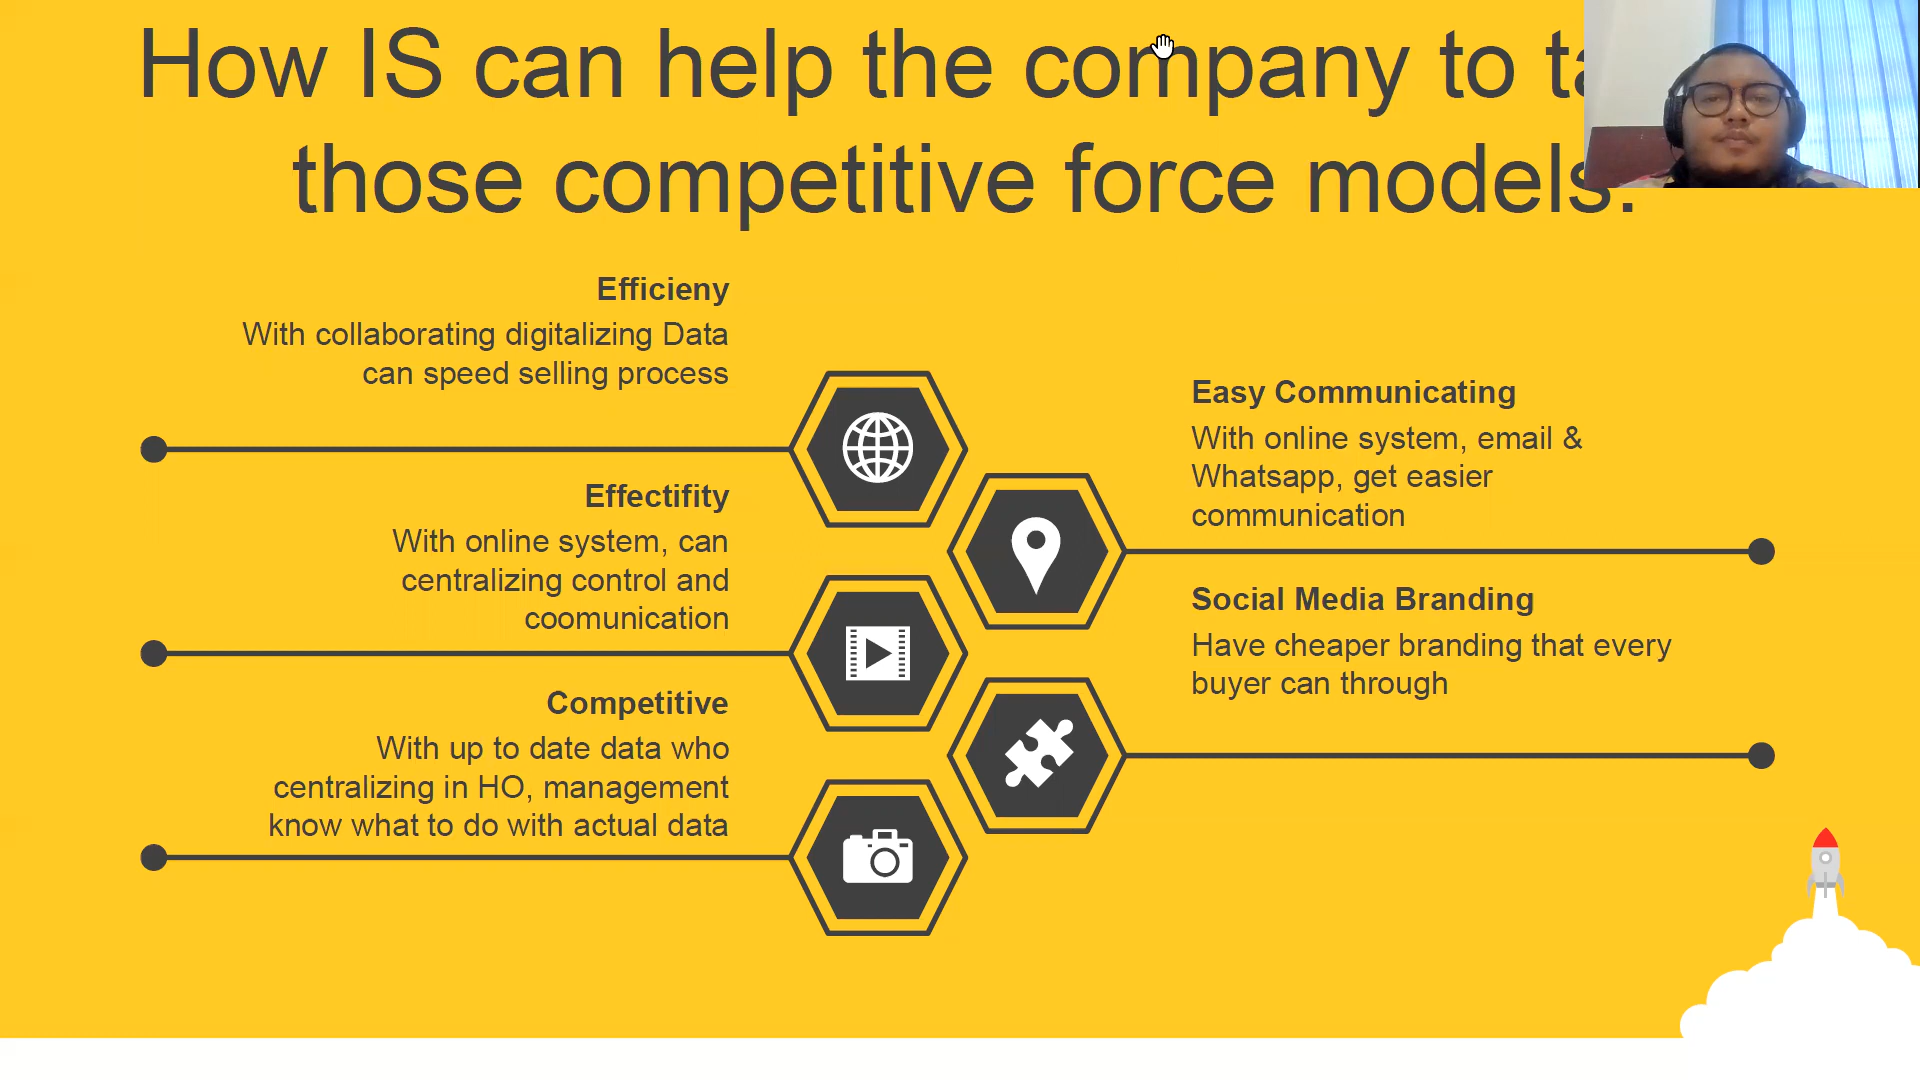 How IS can help the company to
those competitive force models.
Efficieny
With collaborating digitalizing Data
can speed selling process
Effectifity
With online system, can
centralizing control and
coomunication
Competitive
With up to date data who
centralizing in HO, management
know what to do with actual data
Easy Communicating
With online system, email &
Whatsapp, get easier
communication
Social Media Branding
Have cheaper branding that every
buyer can through